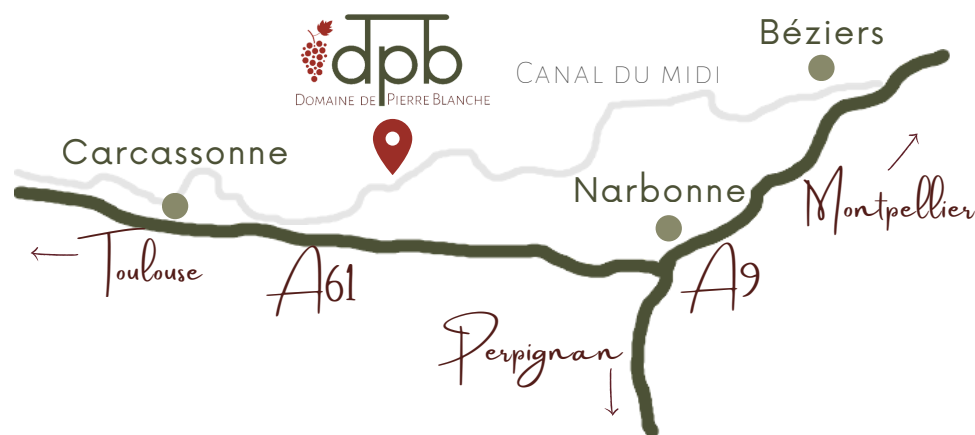 Béziers
dpb
CANAL DU MIDI
DOMAINE DE PIERRE BLANCHE
Carcassonne
Narbonne
Montpellier
Toulouse
A61
A9
Perpignan